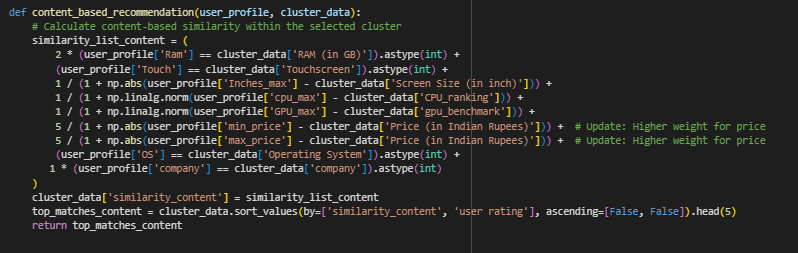 def content_based_recommendation(user_profile, cluster_data):
    # Calculate content-based similarity within the selected cluster
    similarity_list_content = (
        2 * (user_profile['Ram'] == cluster_data['RAM (in GB)']).astype(int) +
        (user_profile['Touch'] == cluster_data['Touchscreen']).astype(int) +
        1 / (1 + np.abs(user_profile['Inches_max'] - cluster_data['Screen Size (in inch)'])) +
        1 / (1 + np.linalg.norm(user_profile['cpu_max'] - cluster_data['CPU_ranking'])) +
        1 / (1 + np.linalg.norm(user_profile['GPU_max'] - cluster_data['gpu_benchmark'])) +
        5 / (1 + np.abs(user_profile['min_price'] - cluster_data['Price (in Indian Rupees)'])) +  # Update: Higher weight for price
        5 / (1 + np.abs(user_profile['max_price'] - cluster_data['Price (in Indian Rupees)'])) +  # Update: Higher weight for price
        (user_profile['OS'] == cluster_data['Operating System']).astype(int) +
       1 * (user_profile['company'] == cluster_data['company']).astype(int)
    )
    cluster_data['similarity_content'] = similarity_list_content
    top_matches_content = cluster_data.sort_values(by=['similarity_content', 'user rating'], ascending=[False, False]).head(5)
    return top_matches_content